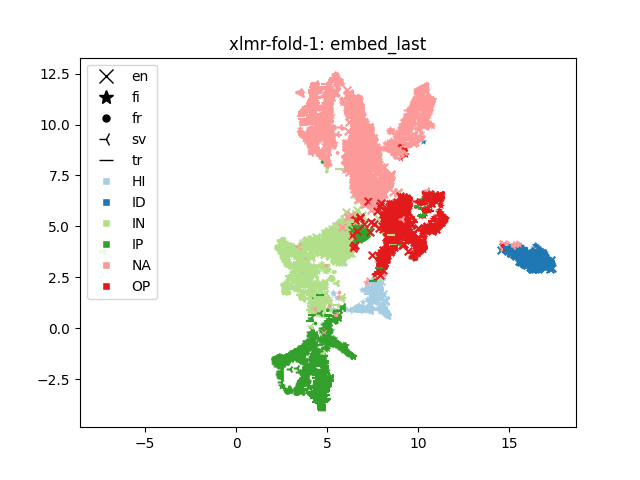 xlmr-fold-1: embed_last
12.5
10.0
7.5
5.0
2.5
0.0
−2.5
−5
0
5
10
15
en
fi
fr
sv
tr
HI
ID
IN
IP
NA
OP